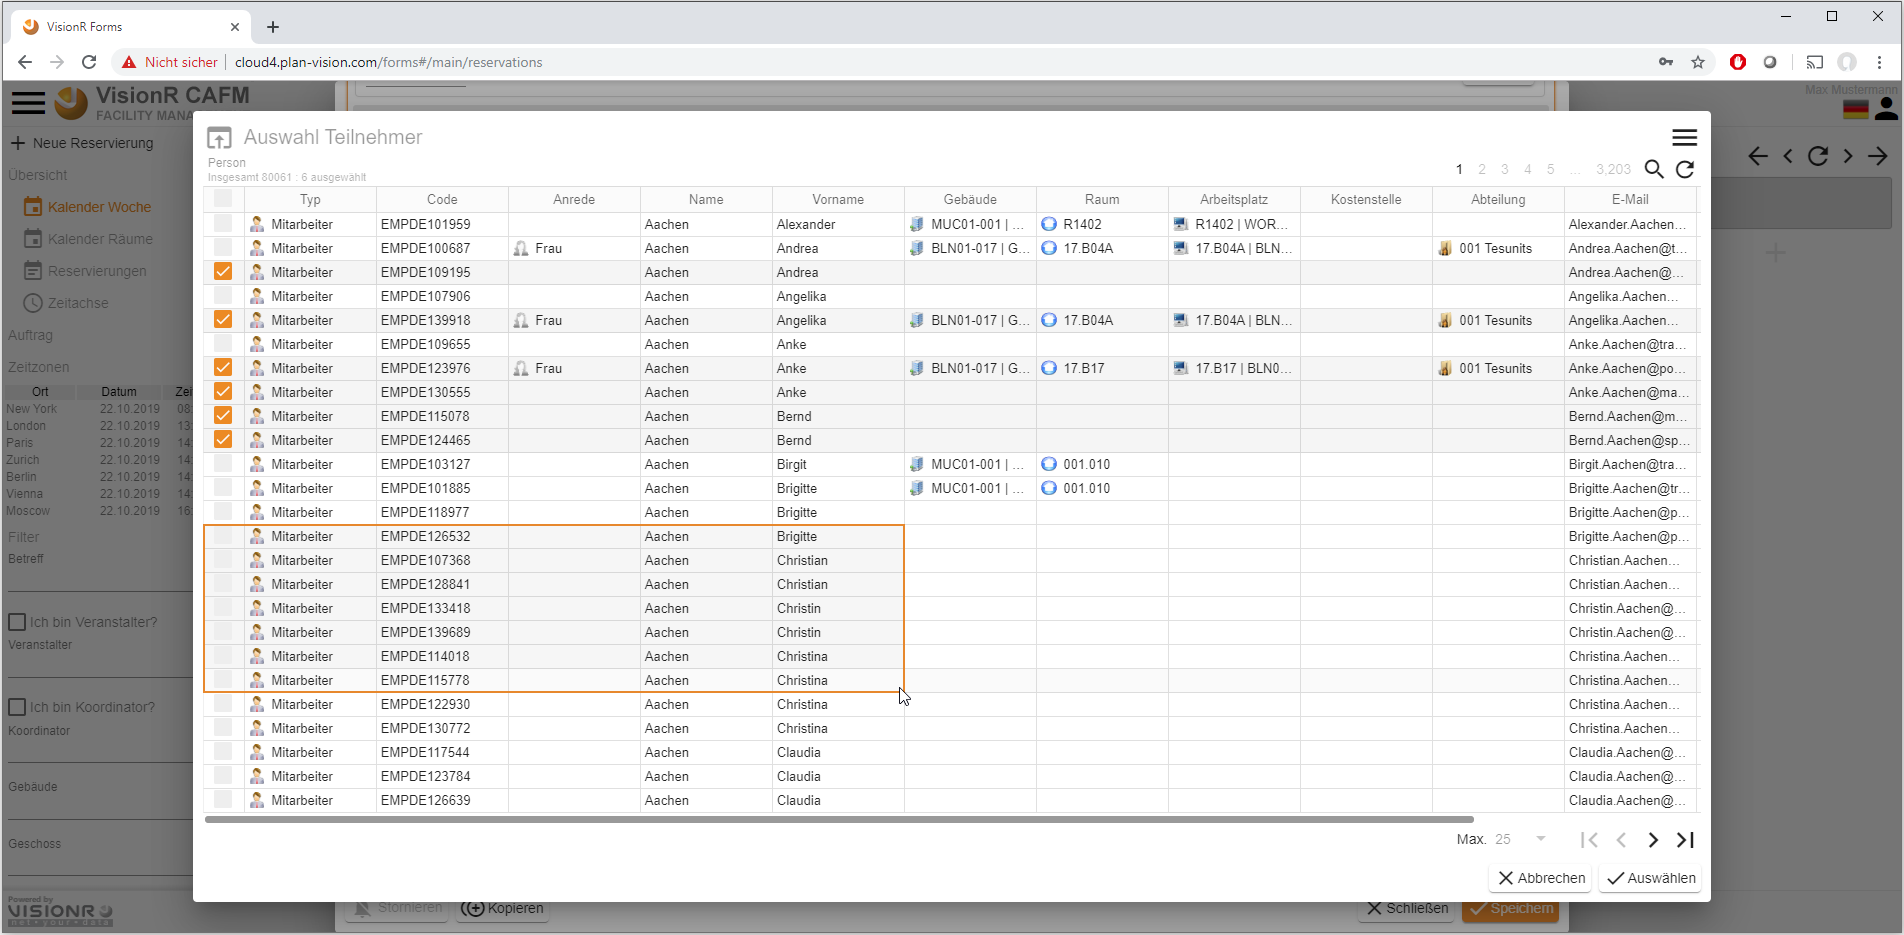 VisionR Forms
Nicht sicher cloud4.plan-vision.com/forms#/main/reservations
VisionR CAFM
FACILITY MANA
Max Mustermann
Neue Reservierung
Übersicht
Kalender Woche
Kalender Räume
Reservierungen
Zeitachse
Auftrag
Zeitzonen
Ort Datum Zei
New York 22.10.2019 08:
London 22.10.2019 13:
Paris 22.10.2019 14:
Zurich 22.10.2019 14:
Berlin 22.10.2019 14:
Vienna 22.10.2019 14:
Moscow 22.10.2019 16:
Filter
Betreff
Ich bin Veranstalter?
Veranstalter
Ich bin Koordinator?
Koordinator
Gebäude
Geschoss
Powered by
VISIONR
net·your·data
Auswahl Teilnehmer
Person
Insgesamt 80061 : 6 ausgewählt
1 2 3 4 5 ... 3,203
Typ Code Anrede Name Vorname Gebäude Raum Arbeitsplatz Kostenstelle Abteilung E-Mail
Mitarbeiter EMPDE101959 Aachen Alexander MUC01-001 | ... R1402 R1402 | WOR... Alexander.Aachen...
Mitarbeiter EMPDE100687 Frau Aachen Andrea BLN01-017 | G... 17.B04A 17.B04A | BLN... 001 Tesunits Andrea.Aachen@t...
Mitarbeiter EMPDE109195 Aachen Andrea Andrea.Aachen@...
Mitarbeiter EMPDE107906 Aachen Angelika Angelika.Aachen...
Mitarbeiter EMPDE139918 Frau Aachen Angelika BLN01-017 | G... 17.B04A 17.B04A | BLN... 001 Tesunits Angelika.Aachen...
Mitarbeiter EMPDE109655 Aachen Anke Anke.Aachen@tra...
Mitarbeiter EMPDE123976 Frau Aachen Anke BLN01-017 | G... 17.B17 17.B17 | BLN0... 001 Tesunits Anke.Aachen@po...
Mitarbeiter EMPDE130555 Aachen Anke Anke.Aachen@ma...
Mitarbeiter EMPDE115078 Aachen Bernd Bernd.Aachen@m...
Mitarbeiter EMPDE124465 Aachen Bernd Bernd.Aachen@sp...
Mitarbeiter EMPDE103127 Aachen Birgit MUC01-001 | ... 001.010 Birgit.Aachen@tra...
Mitarbeiter EMPDE101885 Aachen Brigitte MUC01-001 | ... 001.010 Brigitte.Aachen@tr...
Mitarbeiter EMPDE118977 Aachen Brigitte Brigitte.Aachen@p...
Mitarbeiter EMPDE126532 Aachen Brigitte Brigitte.Aachen@p...
Mitarbeiter EMPDE107368 Aachen Christian Christian.Aachen...
Mitarbeiter EMPDE128841 Aachen Christian Christian.Aachen...
Mitarbeiter EMPDE133418 Aachen Christin Christin.Aachen@...
Mitarbeiter EMPDE139689 Aachen Christin Christin.Aachen@...
Mitarbeiter EMPDE114018 Aachen Christina Christina.Aachen...
Mitarbeiter EMPDE115778 Aachen Christina Christina.Aachen...
Mitarbeiter EMPDE122930 Aachen Christina Christina.Aachen...
Mitarbeiter EMPDE130772 Aachen Christina Christina.Aachen...
Mitarbeiter EMPDE117544 Aachen Claudia Claudia.Aachen@...
Mitarbeiter EMPDE123784 Aachen Claudia Claudia.Aachen@...
Mitarbeiter EMPDE126639 Aachen Claudia Claudia.Aachen@...
Max. 25
Abbrechen Auswählen
Stornieren Kopieren Schließen Speichern